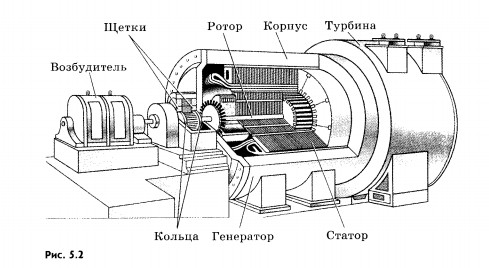 Щетки Ротор Корпус Турбина
Возбудитель
Кольца Генератор Статор
Рис. 5.2